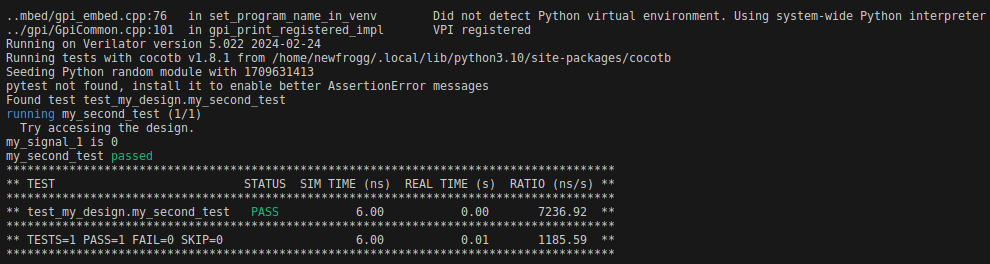 ..mbed/gpi_embed.cpp:76   in set_program_name_in_venv        Did not detect Python virtual environment. Using system-wide Python interpreter
../gpi/GpiCommon.cpp:101  in gpi_print_registered_impl       VPI registered
Running on Verilator version 5.022 2024-02-24
Running tests with cocotb v1.8.1 from /home/newfrogg/.local/lib/python3.10/site-packages/cocotb
Seeding Python random module with 1709631413
pytest not found, install it to enable better AssertionError messages
Found test test_my_design.my_second_test
running my_second_test (1/1)
  Try accessing the design.
my_signal_1 is 0
my_second_test passed
***************************************************************************************
** TEST                           STATUS  SIM TIME (ns)  REAL TIME (s)  RATIO (ns/s) **
***************************************************************************************
** test_my_design.my_second_test   PASS           6.00           0.00       7236.92  **
***************************************************************************************
** TESTS=1 PASS=1 FAIL=0 SKIP=0                   6.00           0.01       1185.59  **
***************************************************************************************